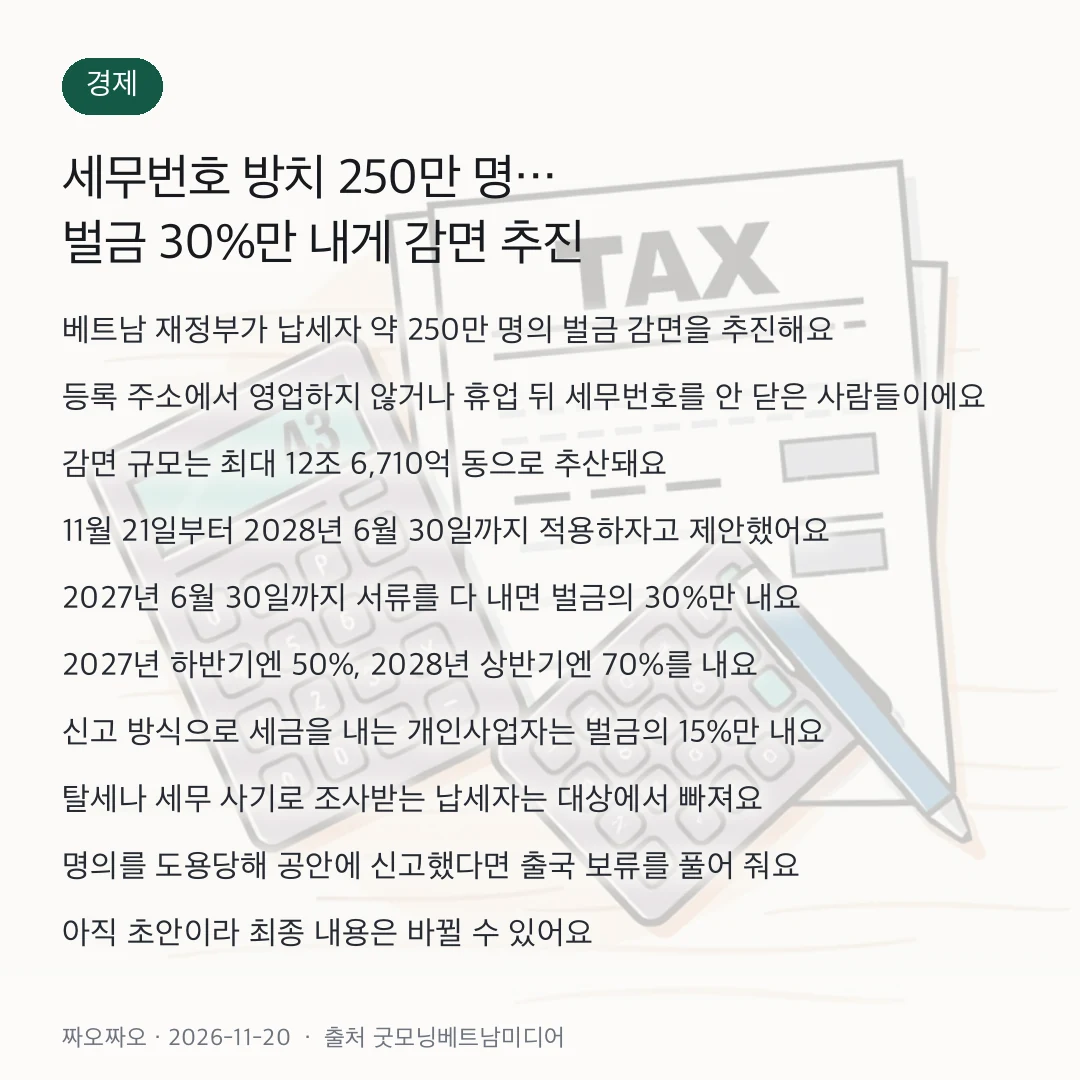 경제
세무번호 방치 250만 명…
벌금 30%만 내게 감면 추진
TAX
베트남 재정부가 납세자 약 250만 명의 벌금 감면을 추진해요
등록 주소에서 영업하지 않거나 휴업 뒤 세무번호를 안 닫은 사람들이에요
43
감면 규모는 최대 12조 6,710억 동으로 추산돼요
11월 21일부터 2028년 6월 30일까지 적용하자고 제안했어요
2027년 6월 30일까지 서류를 다 내면 벌금의 30%만 내요
2027년 하반기엔 50%, 2028년 상반기엔 70%를 내요
신고 방식으로 세금을 내는 개인사업자는 벌금의 15%만 내요
탈세나 세무 사기로 조사받는 납세자는 대상에서 빠져요
명의를 도용당해 공안에 신고했다면 출국 보류를 풀어 줘요
아직 초안이라 최종 내용은 바뀔 수 있어요
짜오짜오 · 2026-11-20 · 출처 굿모닝베트남미디어